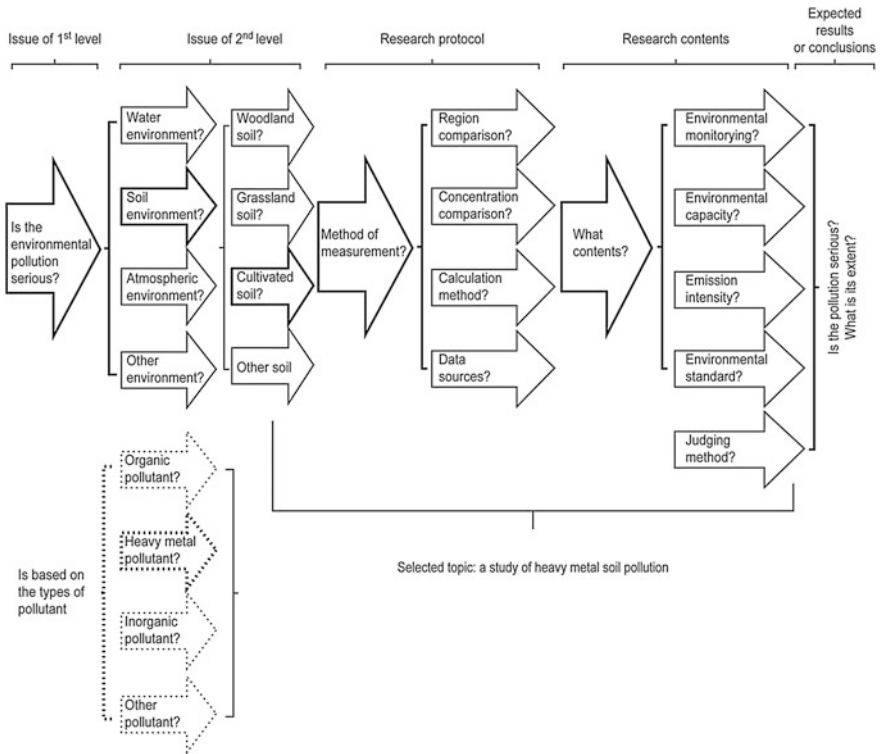 Expected
results
or conclusions
Issue of 1st level
Issue of 2nd level
Research protocol
Research contents
Is the
environmental
pollution
serious?
Water
environment?
Soil
environment?
Atmospheric
environment?
Other
environment?
Woodland
soil?
Grassland
soil?
Cultivated
soil?
Other soil
Method of
measurement?
Region
comparison?
Concentration
comparison?
Calculation
method?
Data
sources?
What
contents?
Environmental
monitorying?
Environmental
capacity?
Emission
intensity?
Environmental
standard?
Judging
method?
Is the pollution serious?
What is its extent?
Is based on
the types of
pollutant
Organic
pollutant?
Heavy metal
pollutant?
Inorganic
pollutant?
Other
pollutant?
Selected topic: a study of heavy metal soil pollution